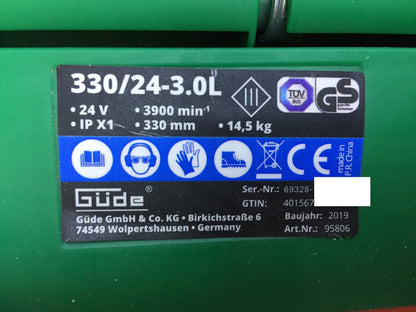 330/24-3.0L
• 24 V • 3900 min⁻¹
• IP X1 • 330 mm • 14,5 kg
III
TÜV
SÜD
GS
CE
made in
P.R. China
Güde®
Güde GmbH & Co. KG • Birkichstraße 6
74549 Wolpertshausen • Germany
Ser.-Nr.: 69328-
GTIN: 401567
Baujahr: 2019
Art.Nr.: 95806